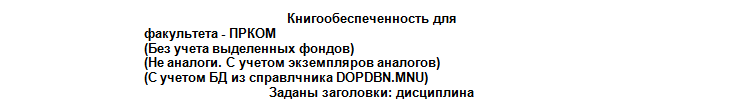 Книгообеспеченность для
факультета - ПРКОМ
(Без учета выделенных фондов)
(Не аналоги. С учетом экземпляров аналогов)
(С учетом БД из справлчника DOPDBN.MNU)
Заданы заголовки: дисциплина